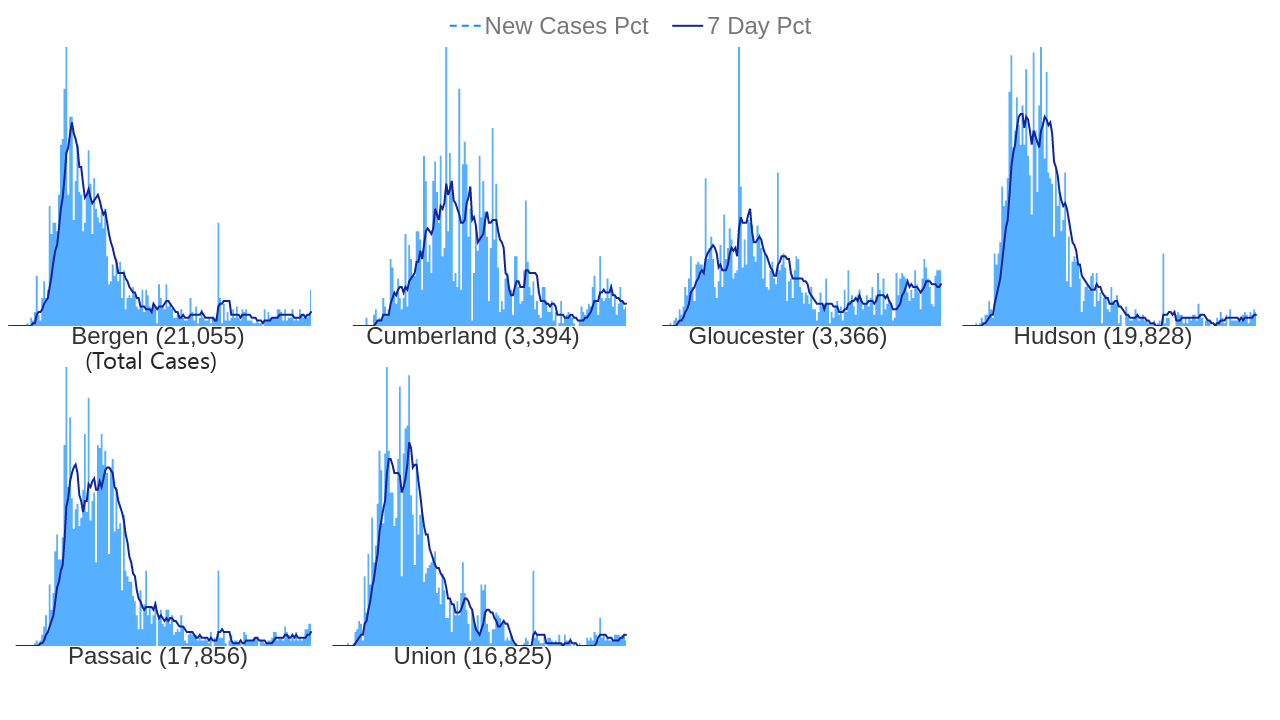 New Cases Pct 7 Day Pct
Bergen (21,055)
(Total Cases)
Cumberland (3,394)
Gloucester (3,366)
Hudson (19,828)
Passaic (17,856)
Union (16,825)